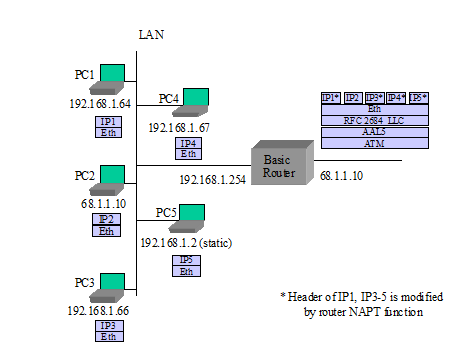 LAN
PC1
192.168.1.64
IP1
Eth
PC4
192.168.1.67
IP4
Eth
IP1* IP2 IP3* IP4* IP5*
Eth
RFC 2684 LLC
AAL5
ATM
Basic
Router
192.168.1.254
68.1.1.10
PC2
68.1.1.10
IP2
Eth
PC5
192.168.1.2 (static)
IP5
Eth
PC3
192.168.1.66
IP3
Eth
* Header of IP1, IP3-5 is modified
by router NAPT function